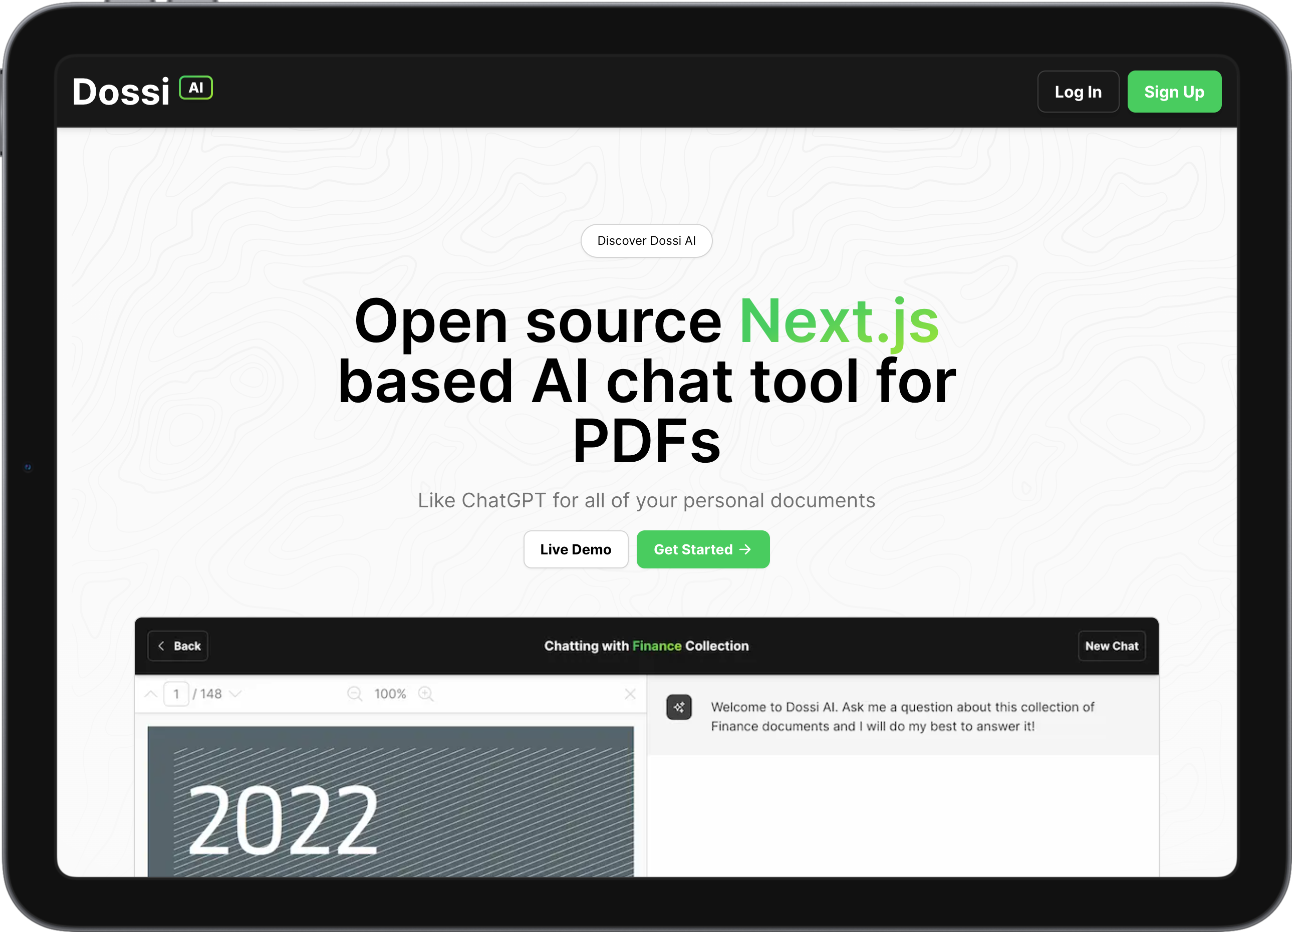 Dossi AI
Log In
Sign Up
Discover Dossi AI
Open source Next.js
based AI chat tool for
PDFs
Like ChatGPT for all of your personal documents
Live Demo
Get Started →
Back
Chatting with Finance Collection
New Chat
1 / 148
100%
Welcome to Dossi AI. Ask me a question about this collection of
Finance documents and I will do my best to answer it!
2022